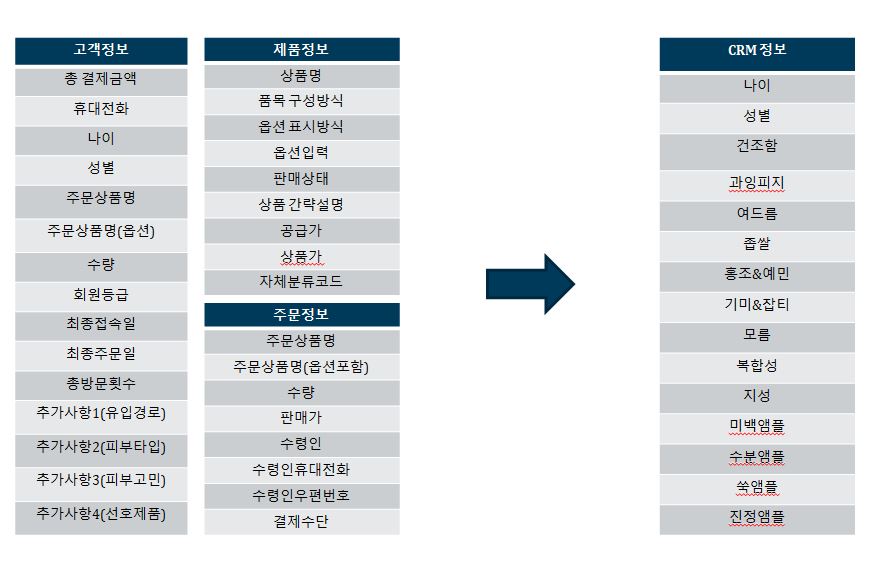 고객정보
총 결제금액
휴대전화
나이
성별
주문상품명
주문상품명(옵션)
수량
회원등급
최종접속일
최종주문일
총방문횟수
추가사항1(유입경로)
추가사항2(피부타입)
추가사항3(피부고민)
추가사항4(선호제품)
제품정보
상품명
품목 구성방식
옵션 표시방식
옵션입력
판매상태
상품 간략설명
공급가
상품가
자체분류코드
주문정보
주문상품명
주문상품명(옵션포함)
수량
판매가
수령인
수령인휴대전화
수령인우편번호
결제수단
CRM 정보
나이
성별
건조함
과잉피지
여드름
좁쌀
홍조&예민
기미&잡티
모름
복합성
지성
미백앰플
수분앰플
쑥앰플
진정앰플